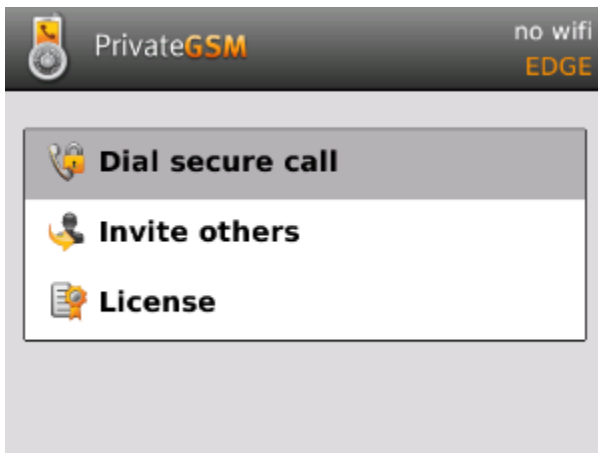 PrivateGSM
no wifi
EDGE
Dial secure call
Invite others
License